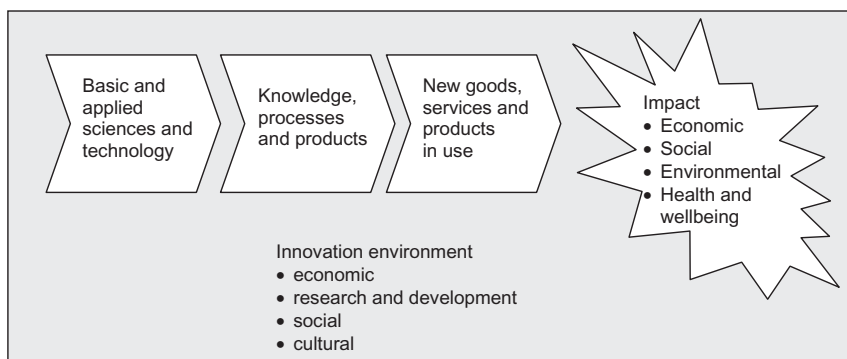 Basic and
applied
sciences and
technology
Knowledge,
processes
and products
New goods,
services and
products
in use
Impact
• Economic
• Social
• Environmental
• Health and
wellbeing
Innovation environment
• economic
• research and development
• social
• cultural